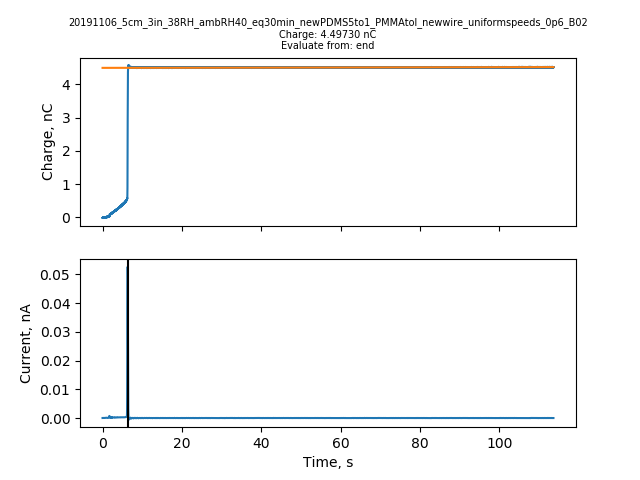 20191106_5cm_3in_38RH_ambRH40_eq30min_newPDMS5to1_PMMAtol_newwire_uniformspeeds_0p6_B02
Charge: 4.49730 nC
Evaluate from: end
Charge, nC
4
3
2
1
0
Current, nA
0.05
0.04
0.03
0.02
0.01
0.00
0 20 40 60 80 100
Time, s